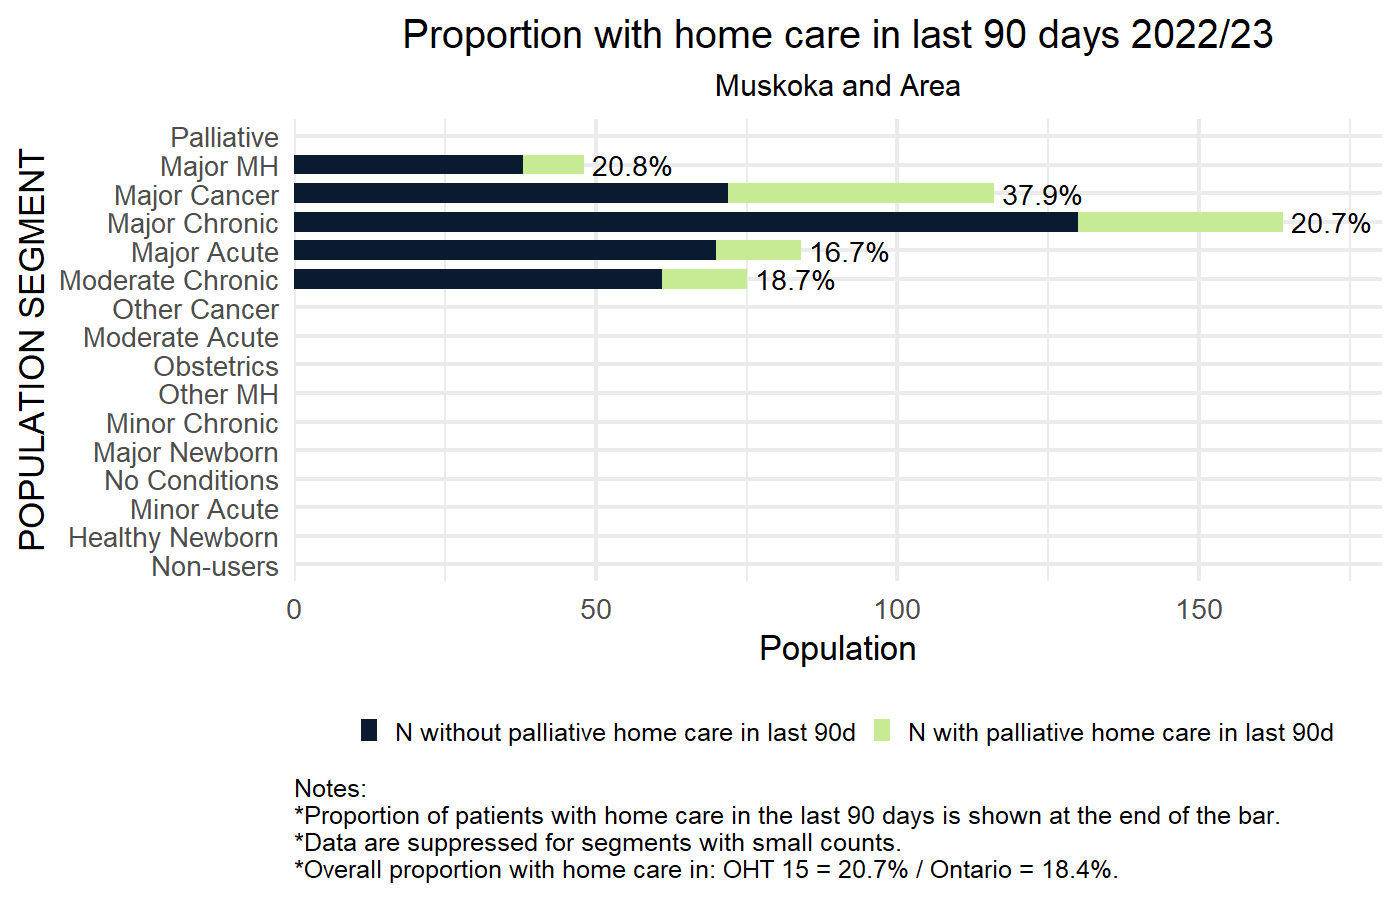 Proportion with home care in last 90 days 2022/23
Muskoka and Area
POPULATION SEGMENT
Palliative
Major MH
20.8%
Major Cancer
37.9%
Major Chronic
20.7%
Major Acute
16.7%
Moderate Chronic
18.7%
Other Cancer
Moderate Acute
Obstetrics
Other MH
Minor Chronic
Major Newborn
No Conditions
Minor Acute
Healthy Newborn
Non-users
0 50 100 150
Population
N without palliative home care in last 90d N with palliative home care in last 90d
Notes:
*Proportion of patients with home care in the last 90 days is shown at the end of the bar.
*Data are suppressed for segments with small counts.
*Overall proportion with home care in: OHT 15 = 20.7% / Ontario = 18.4%.